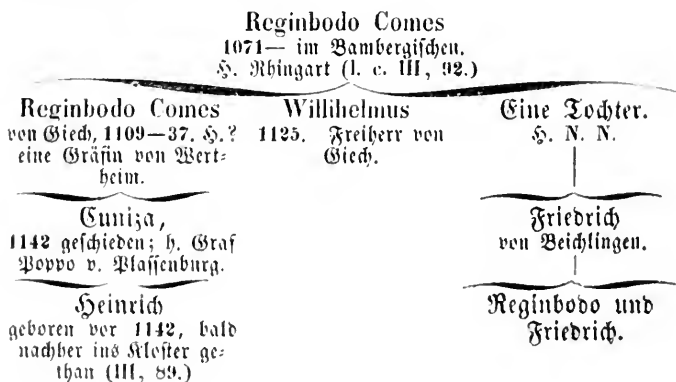 Reginbodo Comes
1071— im Bambergischen.
H. Rhingart (l. c. III, 92.)
Reginbodo Comes
von Giech, 1109—37. H.?
eine Gräfin von Wert-
heim.
Willihelmus
1125. Freiherr von
Giech.
Eine Tochter.
H. N. N.
Cuniza,
1142 geschieden; h. Graf
Poppo v. Plassenburg.
Friedrich
von Beichlingen.
Heinrich
geboren vor 1142, bald
nachher ins Kloster ge-
than (III, 89.)
Reginbodo und
Friedrich.